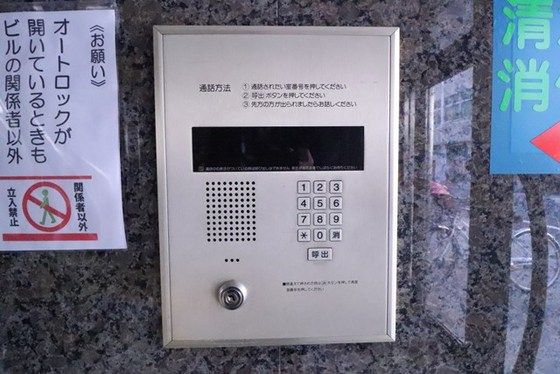 《お願い》
オートロックが
開いているときも
ビルの関係者以外
立入禁止
関係者以外
通話方法
① 通話されたい室番号を押してください
② 呼出 ボタンを押してください
③ 先方の方が出られましたらお話しください
1 2 3
4 5 6
7 8 9
* 0 消
呼出
清
消